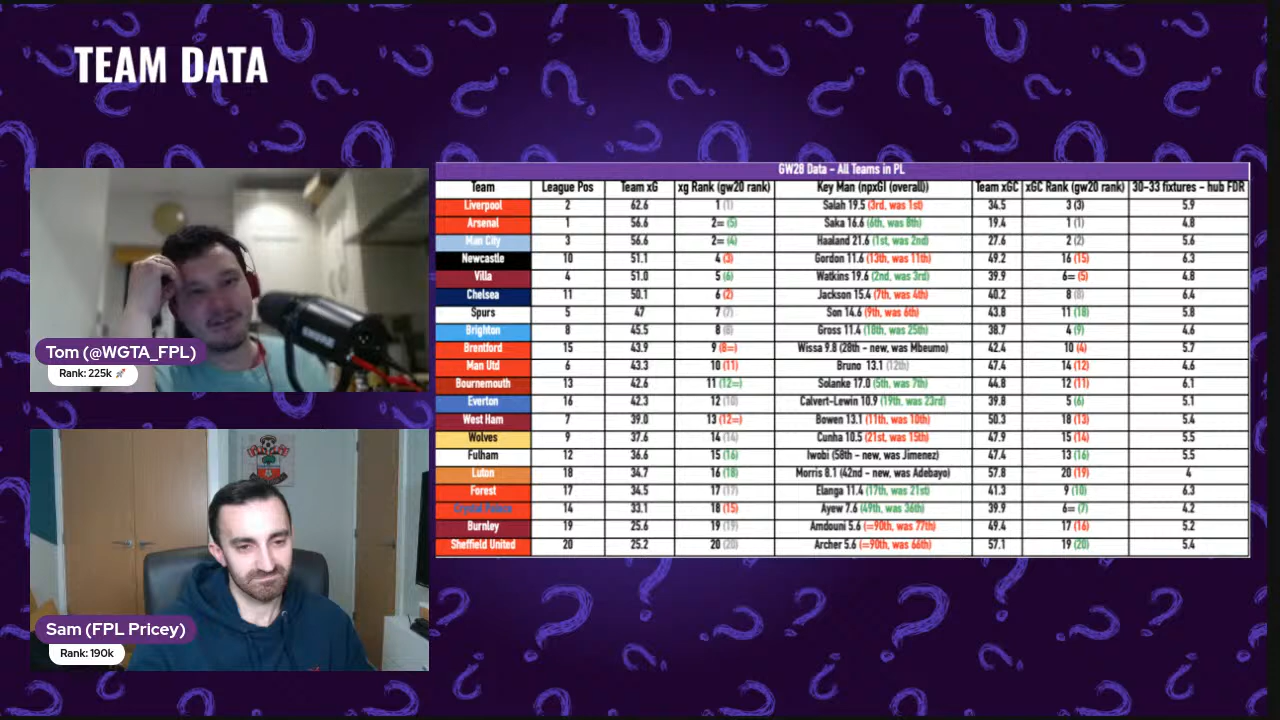 TEAM DATA
GW28 Data - All Teams in PL
Team League Pos Team xG xg Rank (gw20 rank) Key Man (npxGI (overall) Team xGC xGC Rank (gw20 rank) 30-33 fixtures - hub FDR
Liverpool 2 62.6 1 (1) Salah 19.5 (3rd, was 1st) 34.5 3 (3) 5.9
Arsenal 1 56.6 2= (5) Saka 16.6 (6th, was 8th) 19.4 1 (1) 4.8
Man City 3 56.6 2= (4) Haaland 21.6 (1st, was 2nd) 27.6 2 (2) 5.6
Newcastle 10 51.1 4 (3) Gordon 11.6 (13th, was 11th) 49.2 16 (15) 6.3
Villa 4 51.0 5 (6) Watkins 19.6 (2nd, was 3rd) 39.9 6= (5) 4.8
Chelsea 11 50.1 6 (2) Jackson 15.4 (7th, was 4th) 40.2 8 (8) 6.4
Spurs 5 47 7 (7) Son 14.6 (9th, was 6th) 43.8 11 (18) 5.8
Brighton 8 45.5 8 (8) Gross 11.4 (18th, was 25th) 38.7 4 (9) 4.6
Brentford 15 43.9 9 (8=) Wissa 9.8 (28th - new, was Mbeumo) 42.4 10 (4) 5.7
Man Utd 6 43.3 10 (11) Bruno 13.1 (12th) 47.4 14 (12) 4.6
Bournemouth 13 42.6 11 (12=) Solanke 17.0 (5th, was 7th) 44.8 12 (11) 6.1
Everton 16 42.3 12 (10) Calvert-Lewin 10.9 (19th, was 23rd) 39.8 5 (6) 5.1
West Ham 7 39.0 13 (12=) Bowen 13.1 (11th, was 10th) 50.3 18 (13) 5.4
Wolves 9 37.6 14 (14) Cunha 10.5 (21st, was 15th) 47.9 15 (14) 5.5
Fulham 12 36.6 15 (16) Iwobi (58th - new, was Jimenez) 47.4 13 (16) 5.5
Luton 18 34.7 16 (18) Morris 8.1 (42nd - new, was Adebayo) 57.8 20 (19) 4
Forest 17 34.5 17 (17) Elanga 11.4 (17th, was 21st) 41.3 9 (10) 6.3
Crystal Palace 14 33.1 18 (15) Ayew 7.6 (49th, was 36th) 39.9 6= (7) 4.2
Burnley 19 25.6 19 (19) Amdouni 5.6 (=90th, was 77th) 49.4 17 (16) 5.2
Sheffield United 20 25.2 20 (20) Archer 5.6 (=90th, was 66th) 57.1 19 (20) 5.4
Tom (@WGTA_FPL)
Rank: 225k 🚀
Sam (FPL Pricey)
Rank: 190k